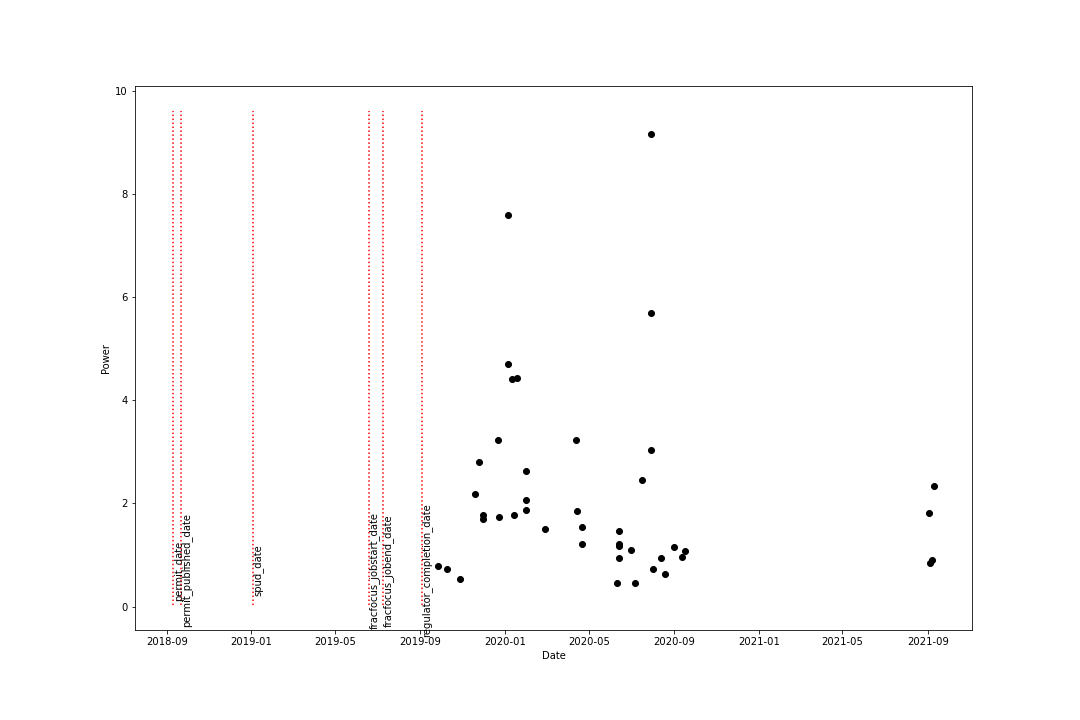 10
8
6
4
2
0
Power
permit_date
permit_published_date
spud_date
fracfocus_jobstart_date
fracfocus_jobend_date
regulator_completion_date
2018-09
2019-01
2019-05
2019-09
2020-01
2020-05
2020-09
2021-01
2021-05
2021-09
Date